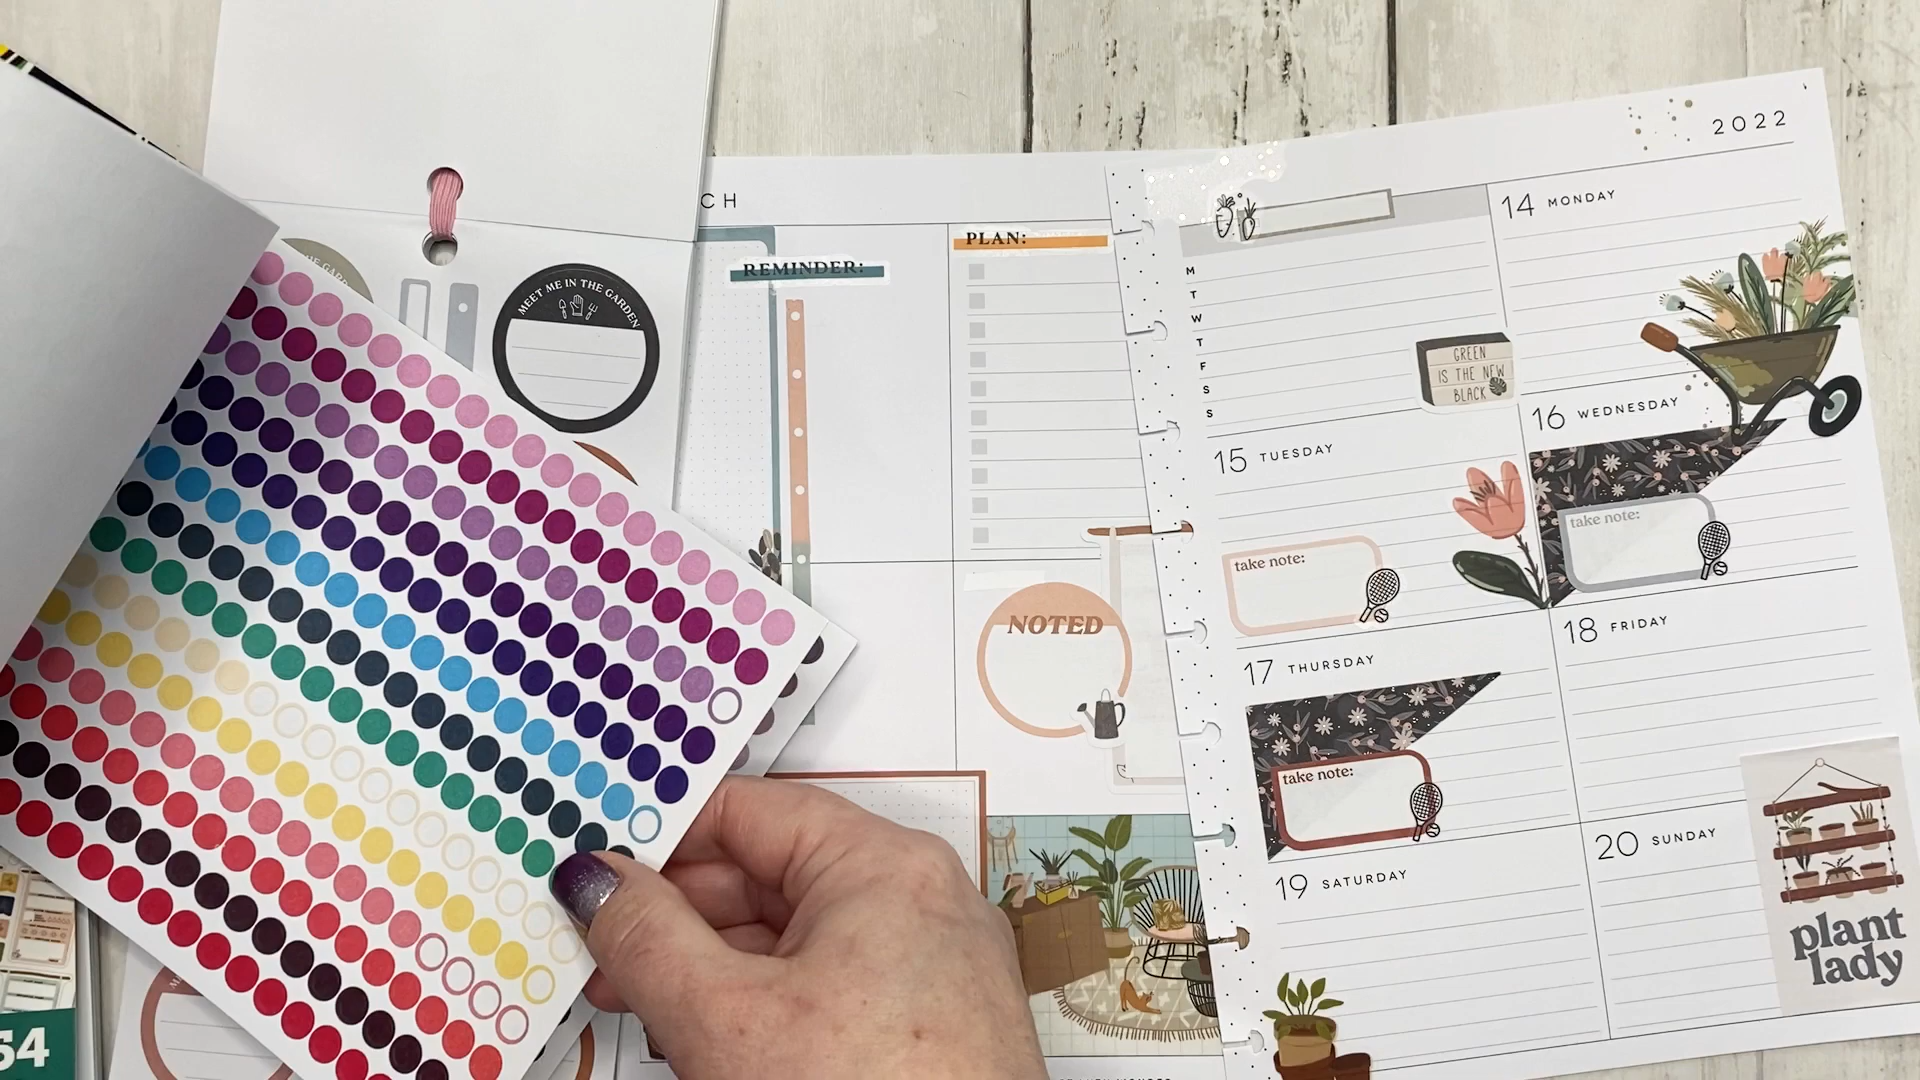 CH
2022
MEET ME IN THE GARDEN
REMINDER:
PLAN:
14 MONDAY
M
T
W
T
F
S
S
GREEN
IS THE NEW
BLACK
15 TUESDAY
16 WEDNESDAY
take note:
take note:
NOTED
17 THURSDAY
18 FRIDAY
take note:
19 SATURDAY
20 SUNDAY
plant
lady
54